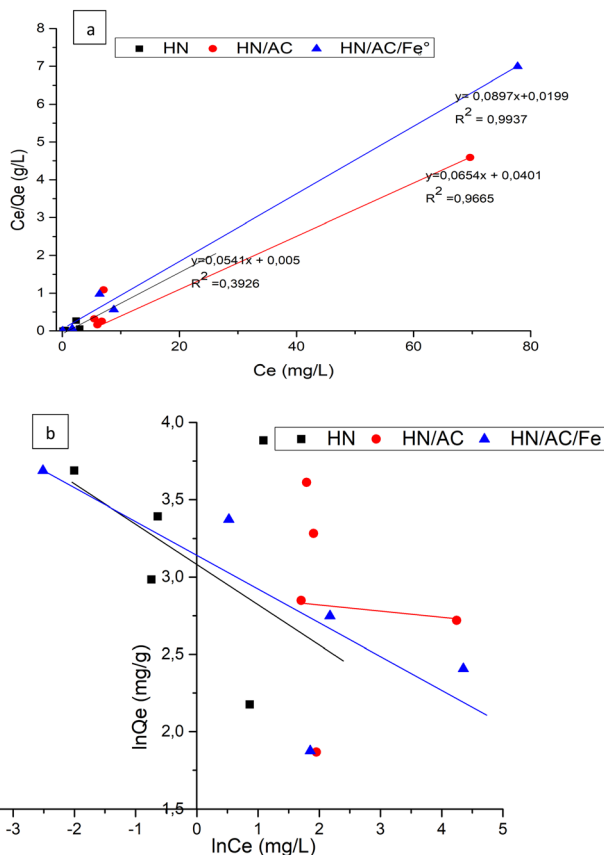 a
HN HN/AC HN/AC/Fe°
7
6
5
4
3
2
1
0
Ce/Qe (g/L)
y= 0,0897x+0,0199
R2 = 0,9937
y=0,0654x + 0,0401
R2 =0,9665
y=0,0541x + 0,005
R2 =0,3926
0 20 40 60 80
Ce (mg/L)
b
HN HN/AC HN/AC/Fe
4,0
3,5
3,0
2,5
2,0
1,5
lnQe (mg/g)
-3 -2 -1 0 1 2 3 4 5
lnCe (mg/L)